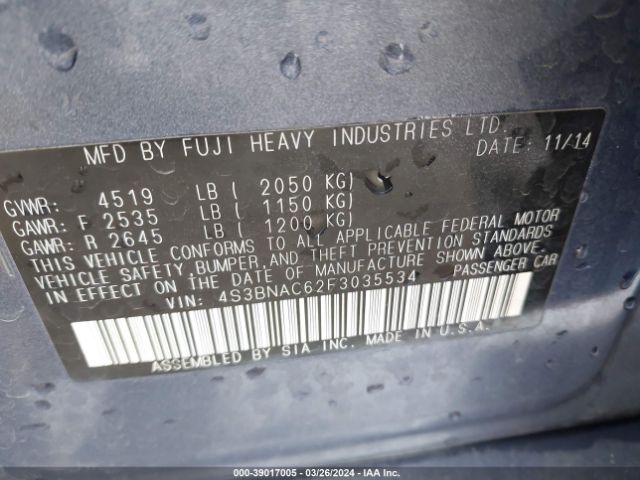 MFD BY FUJI HEAVY INDUSTRIES LTD.
DATE: 11/14
GVWR: 4519 LB ( 2050 KG)
GAWR: F 2535 LB ( 1150 KG)
GAWR: R 2645 LB ( 1200 KG)
THIS VEHICLE CONFORMS TO ALL APPLICABLE FEDERAL MOTOR
VEHICLE SAFETY, BUMPER, AND THEFT PREVENTION STANDARDS
IN EFFECT ON THE DATE OF MANUFACTURE SHOWN ABOVE.
VIN: 4S3BNAC62F3035534 PASSENGER CAR
ASSEMBLED BY SIA INC. MADE IN U.S.A.
000-39017005 | 03/26/2024 | IAA Inc.